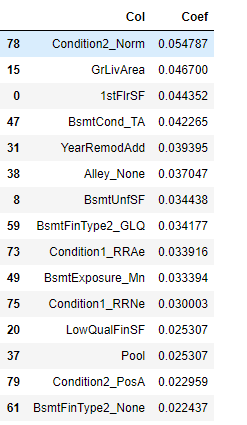 Col Coef
78 Condition2_Norm 0.054787
15 GrLivArea 0.046700
0 1stFlrSF 0.044352
47 BsmtCond_TA 0.042265
31 YearRemodAdd 0.039395
38 Alley_None 0.037047
8 BsmtUnfSF 0.034438
59 BsmtFinType2_GLQ 0.034177
73 Condition1_RRAe 0.033916
49 BsmtExposure_Mn 0.033394
75 Condition1_RRNe 0.030003
20 LowQualFinSF 0.025307
37 Pool 0.025307
79 Condition2_PosA 0.022959
61 BsmtFinType2_None 0.022437